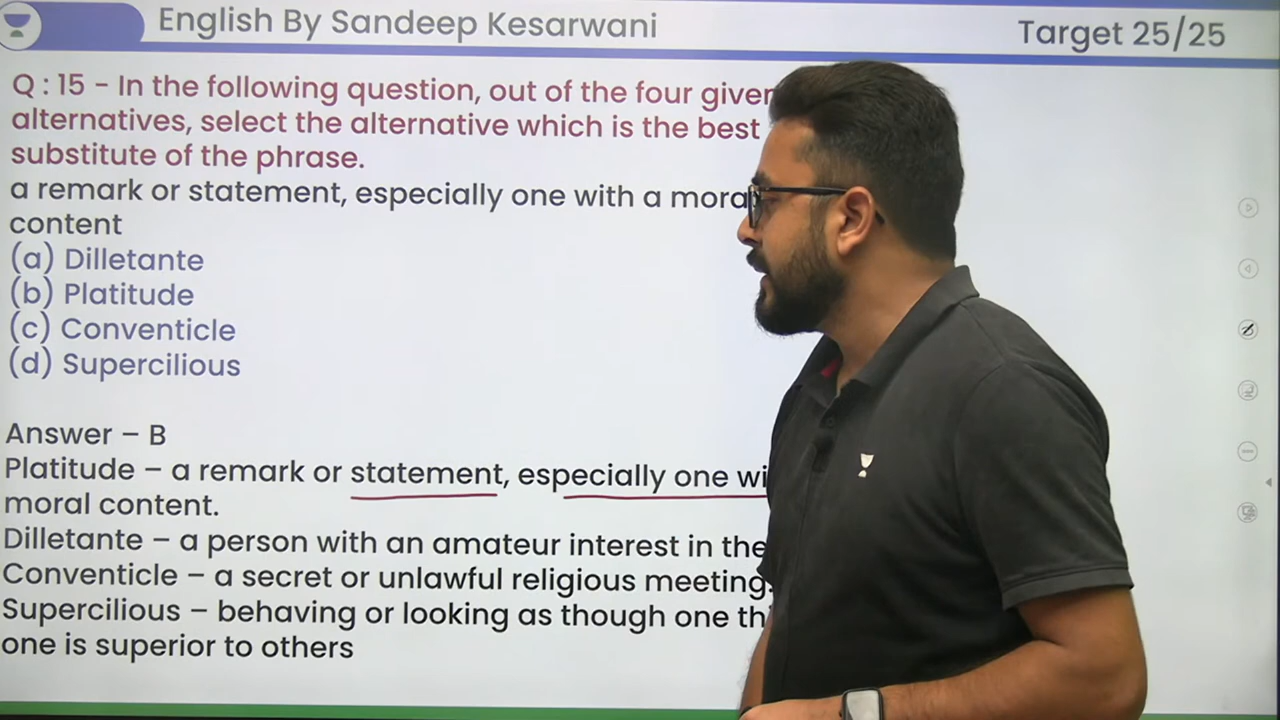 English By Sandeep Kesarwani
Target 25/25
Q : 15 - In the following question, out of the four given
alternatives, select the alternative which is the best
substitute of the phrase.
a remark or statement, especially one with a moral
content
(a) Dilletante
(b) Platitude
(c) Conventicle
(d) Supercilious
Answer – B
Platitude – a remark or statement, especially one
moral content.
Dilletante – a person with an amateur interest in the
Conventicle – a secret or unlawful religious meeting.
Supercilious – behaving or looking as though one
one is superior to others